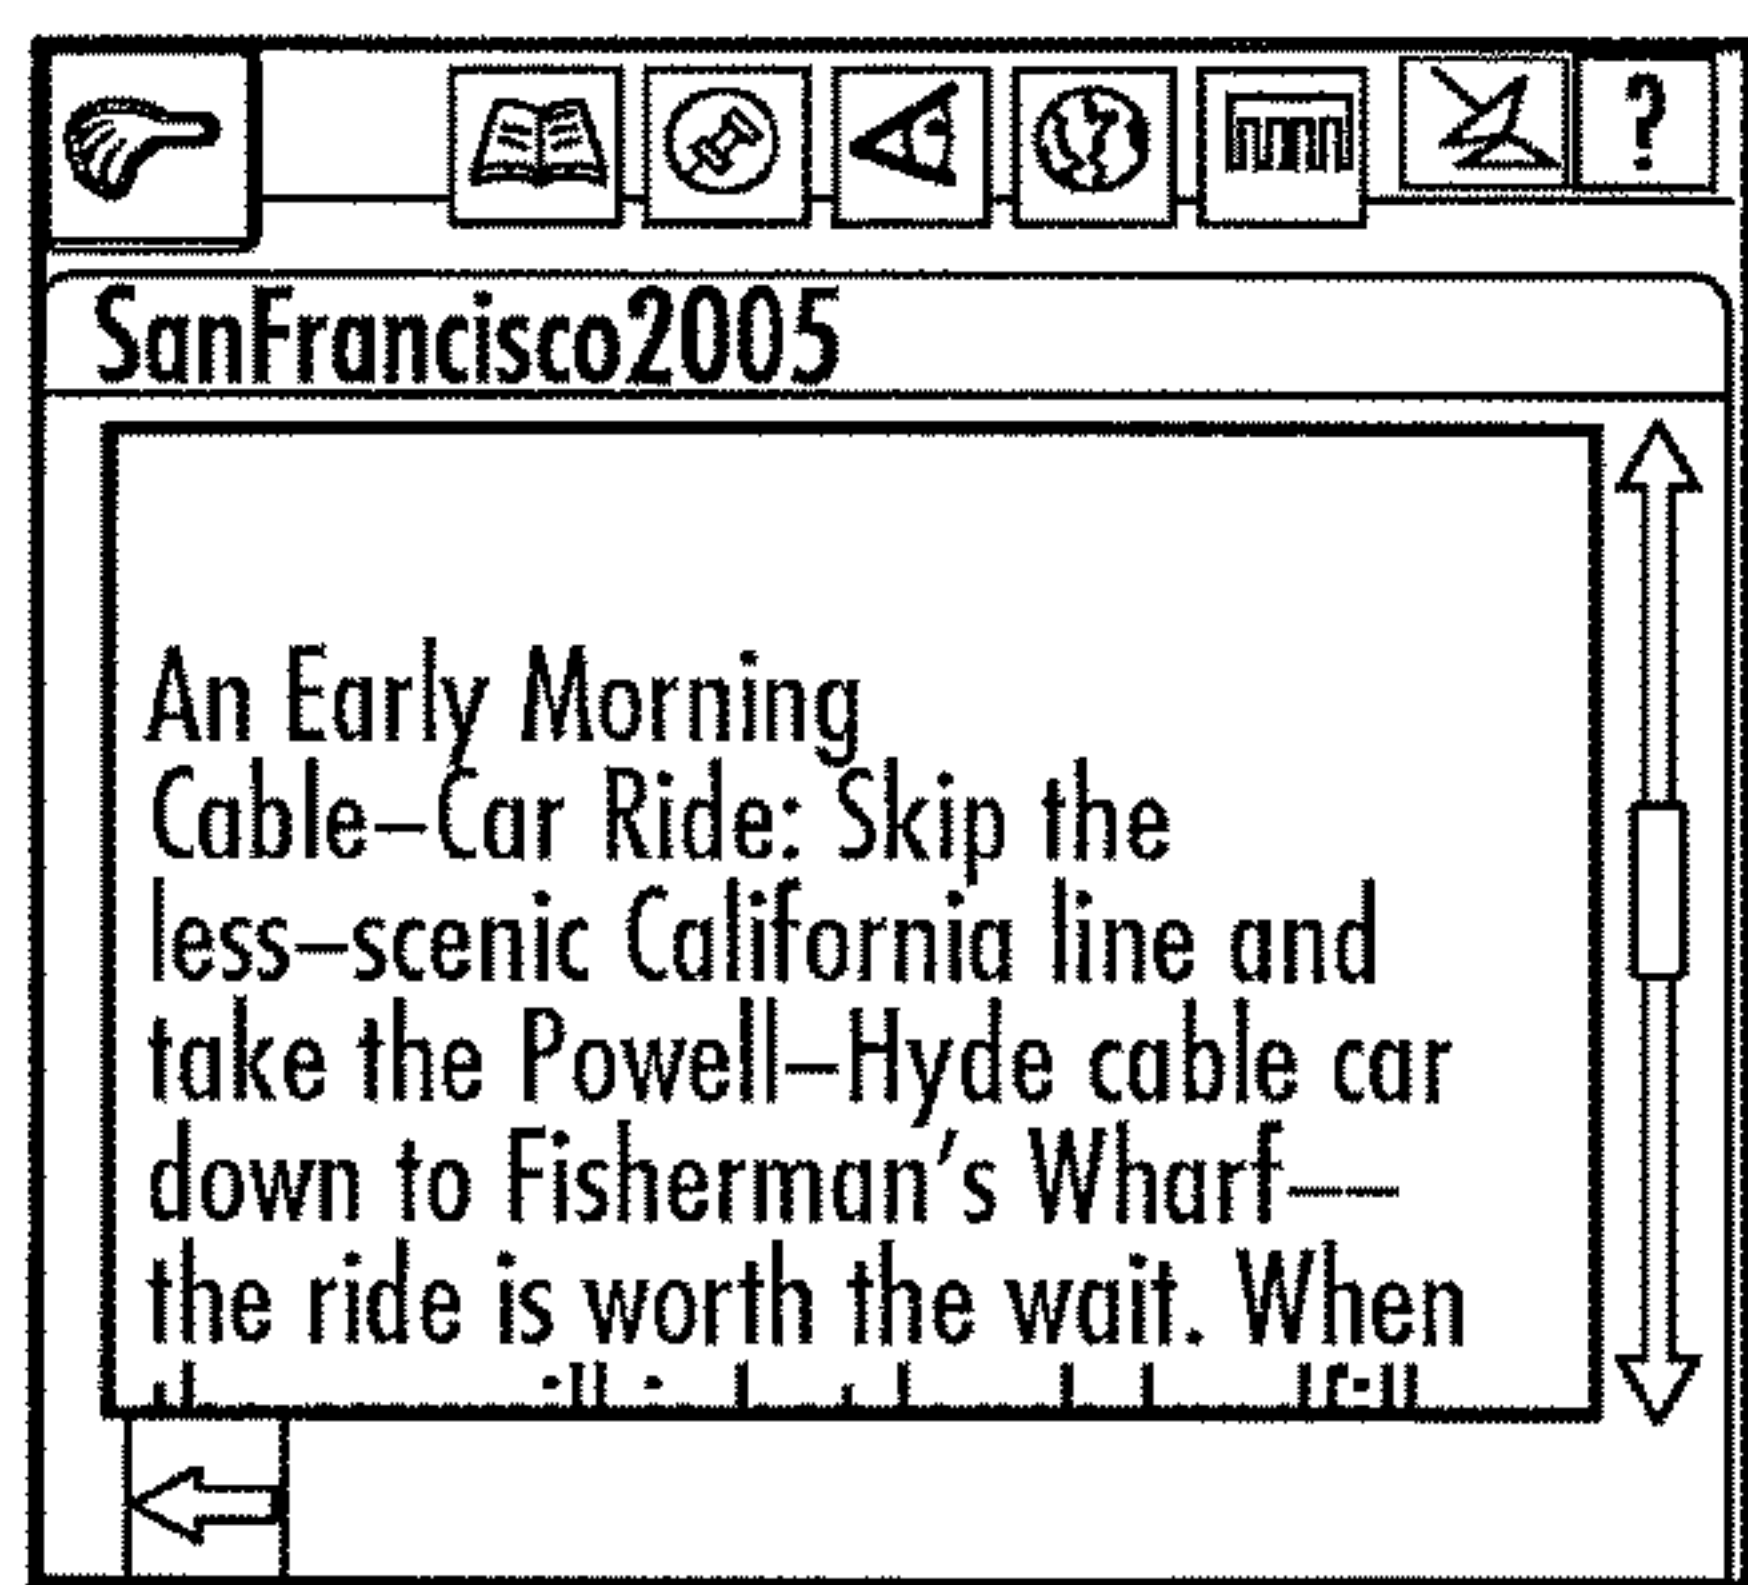 ?
SanFrancisco2005
An Early Morning
Cable–Car Ride: Skip the
less–scenic California line and
take the Powell–Hyde cable car
down to Fisherman's Wharf––
the ride is worth the wait. When